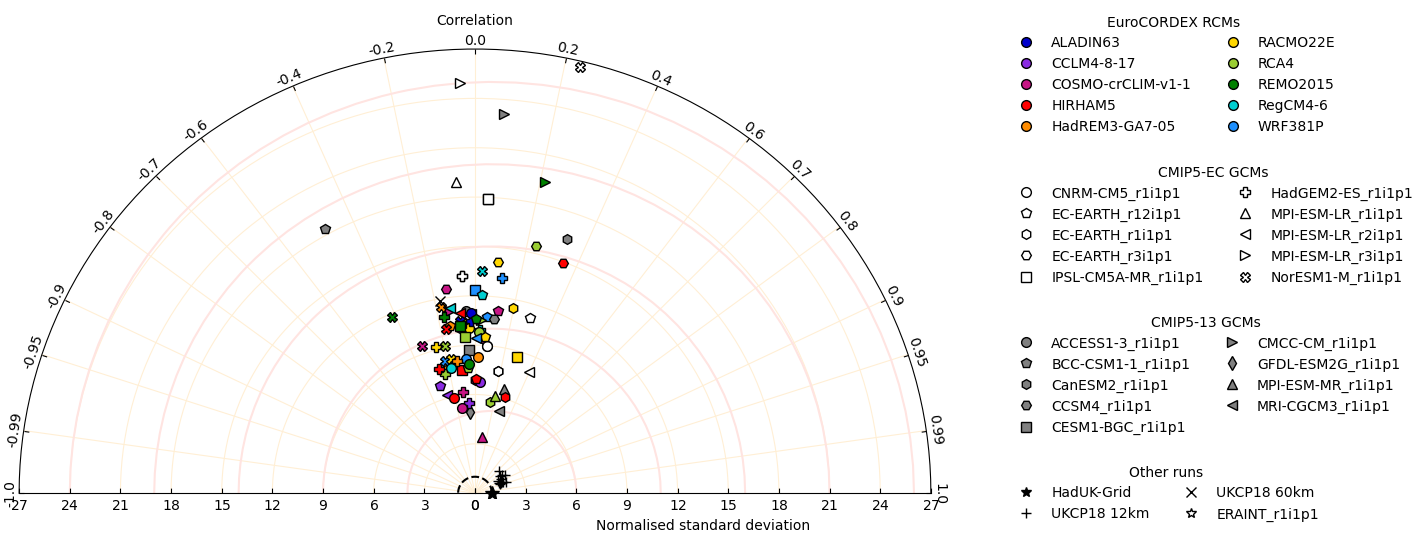 Correlation
0.0
-0.2
0.2
-0.4
0.4
-0.6
0.6
-0.7
0.7
-0.8
0.8
-0.9
0.9
-0.95
0.95
-0.99
0.99
-1.0
1.0
27 24 21 18 15 12 9 6 3 0 3 6 9 12 15 18 21 24 27
Normalised standard deviation
EuroCORDEX RCMs
ALADIN63 RACMO22E
CCLM4-8-17 RCA4
COSMO-crCLIM-v1-1 REMO2015
HIRHAM5 RegCM4-6
HadREM3-GA7-05 WRF381P
CMIP5-EC GCMs
CNRM-CM5_r1i1p1 HadGEM2-ES_r1i1p1
EC-EARTH_r12i1p1 MPI-ESM-LR_r1i1p1
EC-EARTH_r1i1p1 MPI-ESM-LR_r2i1p1
EC-EARTH_r3i1p1 MPI-ESM-LR_r3i1p1
IPSL-CM5A-MR_r1i1p1 NorESM1-M_r1i1p1
CMIP5-13 GCMs
ACCESS1-3_r1i1p1 CMCC-CM_r1i1p1
BCC-CSM1-1_r1i1p1 GFDL-ESM2G_r1i1p1
CanESM2_r1i1p1 MPI-ESM-MR_r1i1p1
CCSM4_r1i1p1 MRI-CGCM3_r1i1p1
CESM1-BGC_r1i1p1
Other runs
HadUK-Grid UKCP18 60km
UKCP18 12km ERAINT_r1i1p1